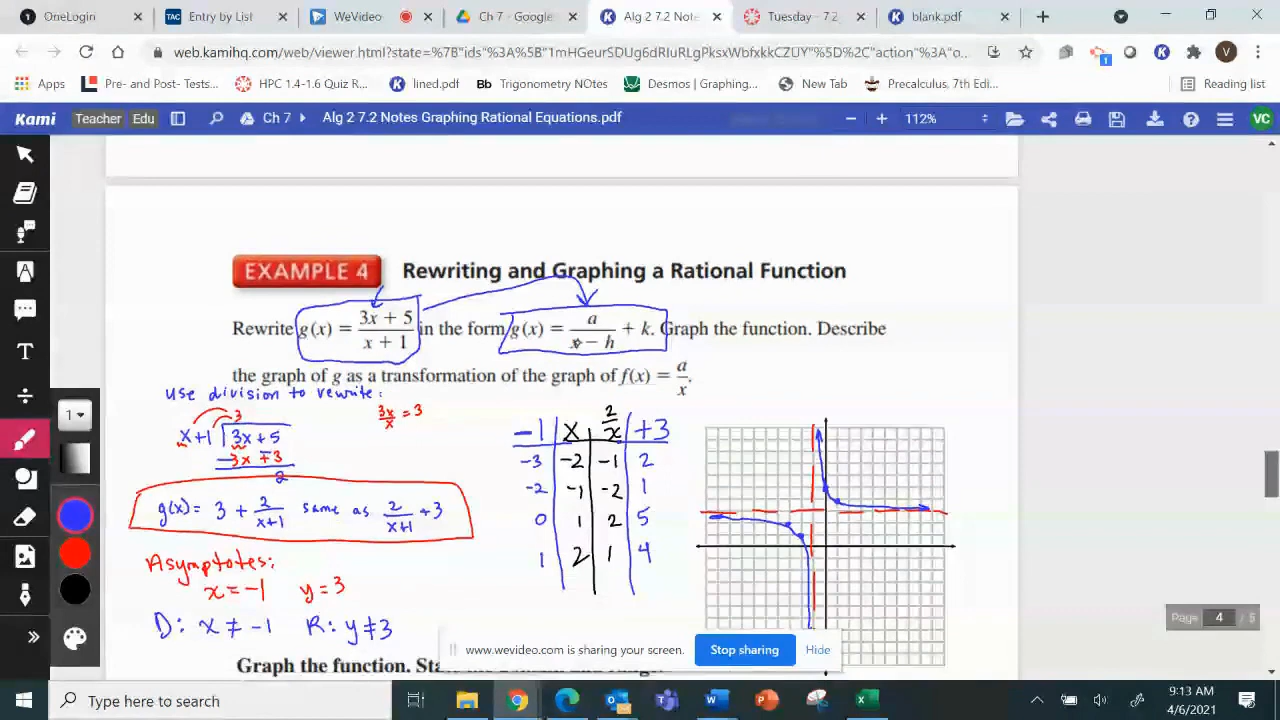 OneLogin
Entry by List
WeVideo
Ch 7 - Google
Alg 2 7.2 Note
Tuesday - 7.2
blank.pdf
Apps
Pre- and Post-Tests
HPC 1.4-1.6 Quiz R...
lined.pdf
Bb Trigonometry NOtes
Desmos | Graphing...
New Tab
Precalculus, 7th Edi...
Reading list
Kami
Teacher
Edu
Ch 7
Alg 2 7.2 Notes Graphing Rational Equations.pdf
112%
VC
EXAMPLE 4 Rewriting and Graphing a Rational Function
Rewrite g(x) = (3x + 5)/(x + 1) in the form g(x) = a/(x − h) + k. Graph the function. Describe
the graph of g as a transformation of the graph of f(x) = a/x.
use division to rewrite:
3x/x = 3
3
x+1 3x+5
-3x +3
2
g(x) = 3 + 2/(x+1) same as 2/(x+1) + 3
Asymptotes:
x = -1 y = 3
D: x ≠ -1 R: y ≠ 3
-1 x 2/x +3
-3 -2 -1 2
-2 -1 -2 1
0 1 2 5
1 2 1 4
Page 4 / 5
www.wevideo.com is sharing your screen.
Stop sharing
Hide
Graph the function.
Type here to search
9:13 AM
4/6/2021